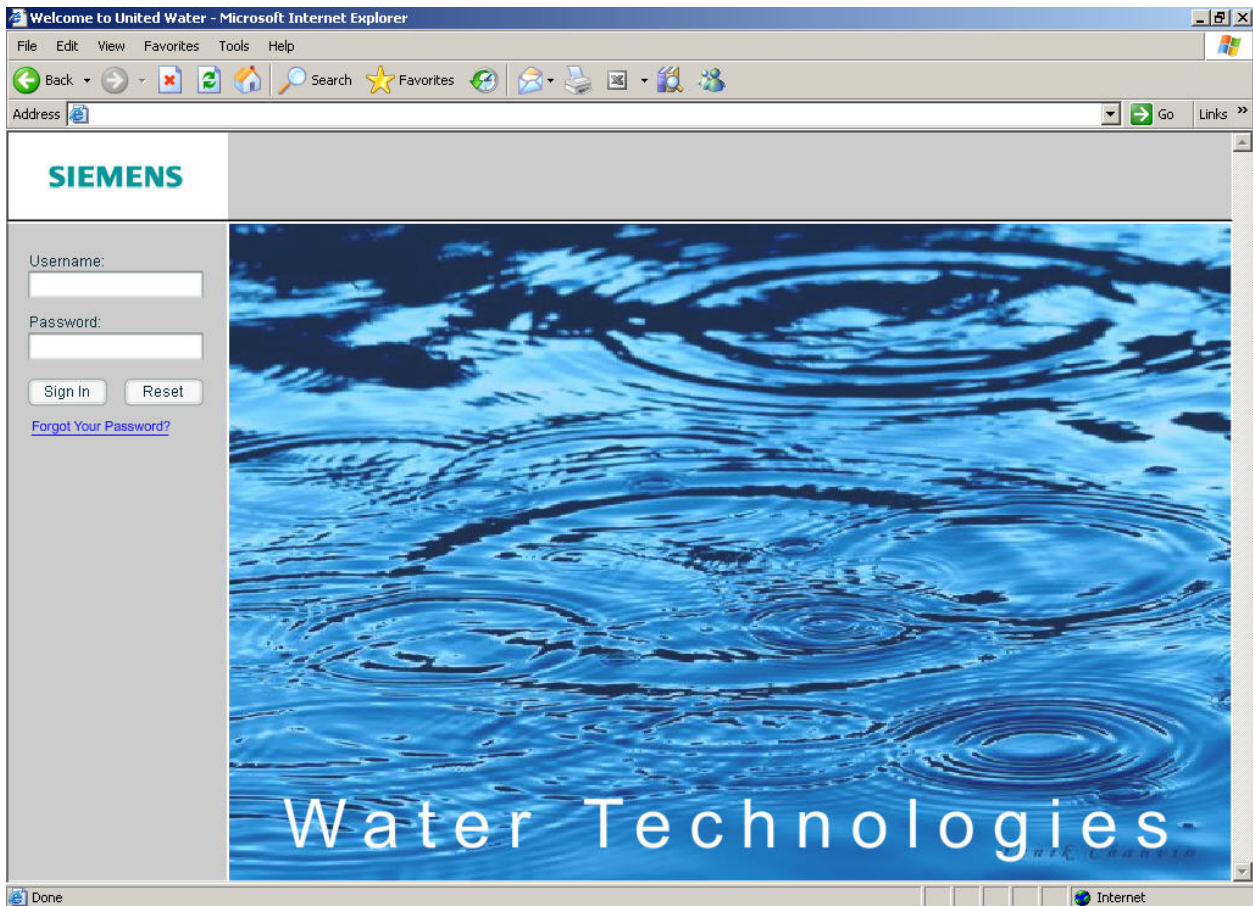 Welcome to United Water - Microsoft Internet Explorer
File Edit View Favorites Tools Help
Back Search Favorites
Address Go Links »
SIEMENS
Username:
Password:
Sign In Reset
Forgot Your Password?
Water Technologies
Done Internet